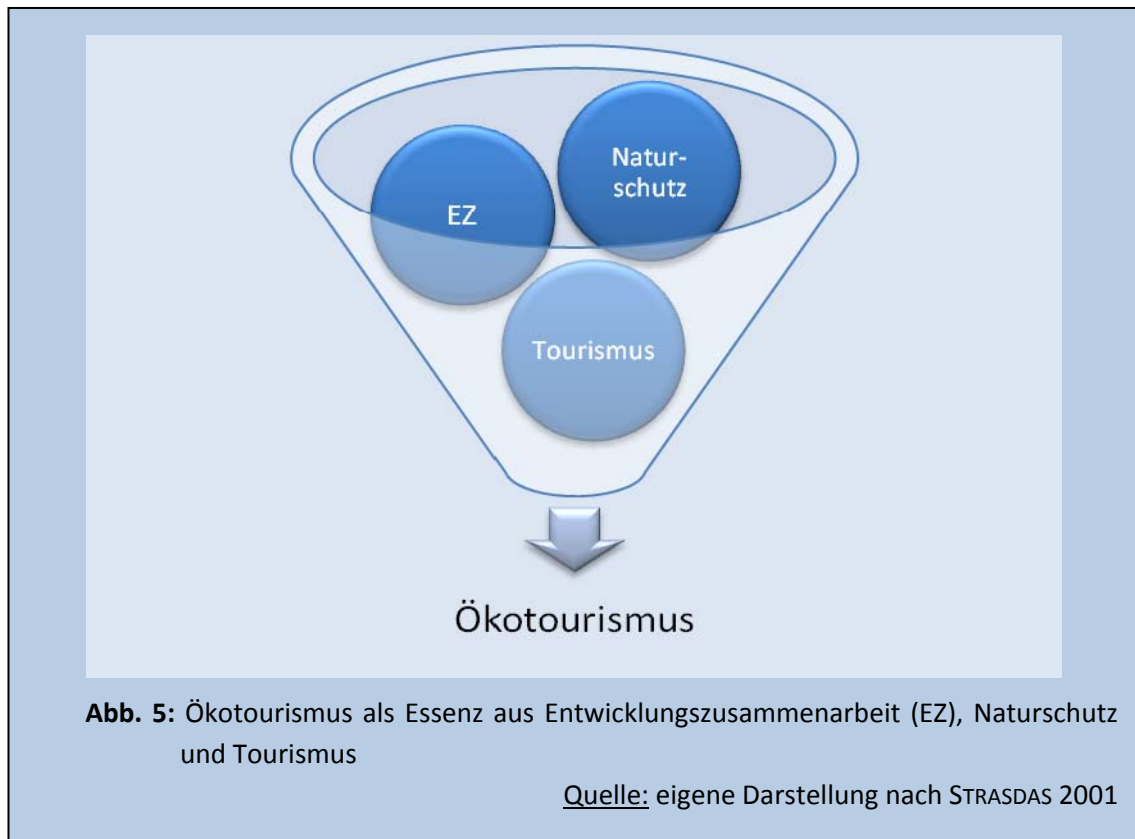 Natur-
schutz
EZ
Tourismus
Ökotourismus
Abb. 5: Ökotourismus als Essenz aus Entwicklungszusammenarbeit (EZ), Naturschutz
und Tourismus
Quelle: eigene Darstellung nach STRASDAS 2001